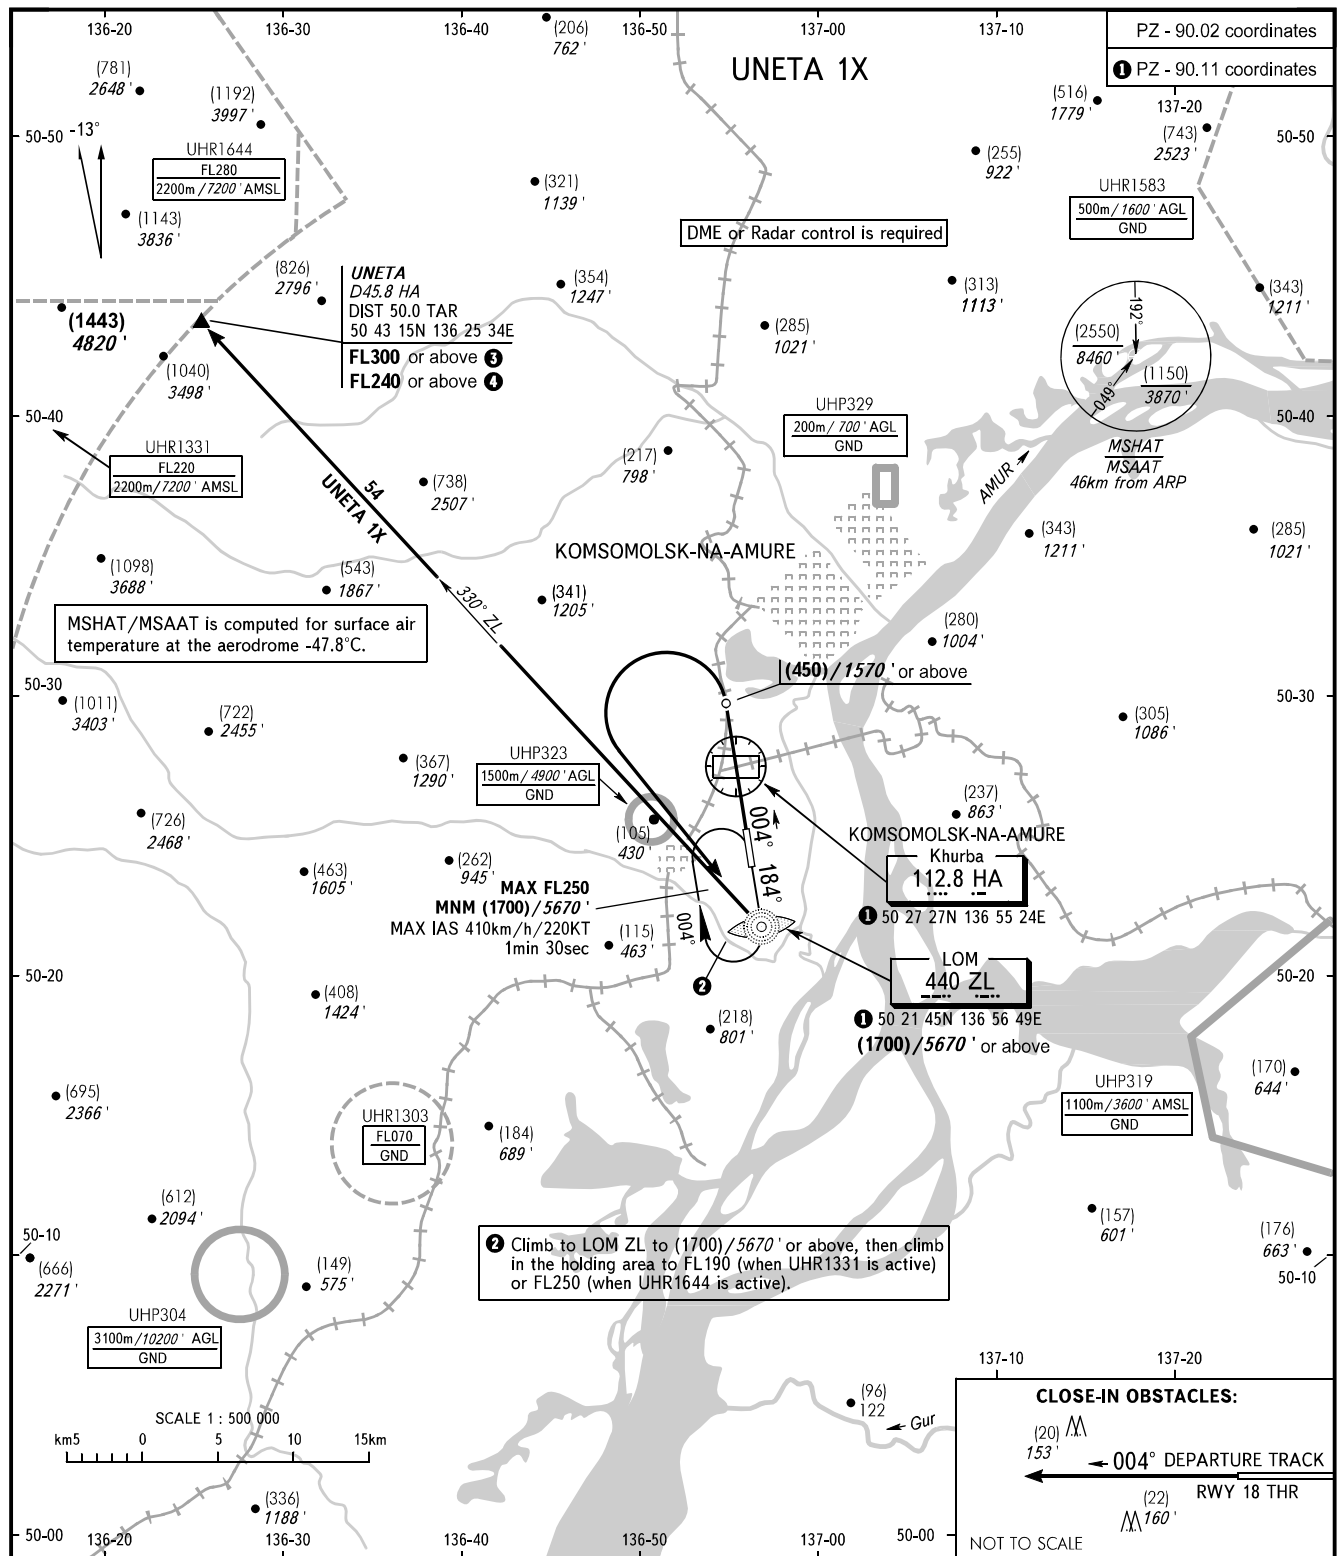 136-20
136-30
136-40
(206)
762 '
136-50
137-00
137-10
PZ - 90.02 coordinates
❶ PZ - 90.11 coordinates
UNETA 1X
(781)
2648 '
(1192)
3997 '
(516)
1779 '
137-20
(743)
2523 '
50-50
-13°
50-50
UHR1644
FL280
2200m / 7200 ' AMSL
(255)
922 '
UHR1583
500m / 1600 ' AGL
GND
(321)
1139 '
(1143)
3836 '
DME or Radar control is required
(826)
2796 '
UNETA
D45.8 HA
DIST 50.0 TAR
50 43 15N 136 25 34E
FL300 or above ❸
FL240 or above ❹
(354)
1247 '
(313)
1113 '
(343)
1211 '
(1443)
4820 '
(285)
1021 '
192°
(2550)
8460 '
(1150)
3870 '
049°
MSHAT
MSAAT
46km from ARP
(1040)
3498 '
50-40
50-40
UHP329
200m / 700 ' AGL
GND
UHR1331
FL220
2200m / 7200 ' AMSL
(217)
798 '
AMUR
54
UNETA 1X
(738)
2507 '
(343)
1211 '
(285)
1021 '
KOMSOMOLSK-NA-AMURE
(1098)
3688 '
(543)
1867 '
330° ZL
(341)
1205 '
MSHAT/MSAAT is computed for surface air
temperature at the aerodrome -47.8°C.
(280)
1004 '
(450) / 1570 ' or above
50-30
50-30
(1011)
3403 '
(722)
2455 '
(305)
1086 '
(367)
1290 '
UHP323
1500m / 4900 ' AGL
GND
(726)
2468 '
(105)
430 '
(237)
863 '
004° 184°
KOMSOMOLSK-NA-AMURE
Khurba
112.8 HA
❶ 50 27 27N 136 55 24E
(463)
1605 '
(262)
945 '
MAX FL250
MNM (1700) / 5670 '
MAX IAS 410km/h/220KT
1min 30sec
004°
(115)
463 '
❷
LOM
440 ZL
❶ 50 21 45N 136 56 49E
(1700) / 5670 ' or above
50-20
50-20
(408)
1424 '
(218)
801 '
(170)
644 '
(695)
2366 '
UHR1303
FL070
GND
(184)
689 '
UHP319
1100m / 3600 ' AMSL
GND
(612)
2094 '
(157)
601 '
(176)
663 '
50-10
50-10
(666)
2271 '
(149)
575 '
❷ Climb to LOM ZL to (1700) / 5670 ' or above, then climb
in the holding area to FL190 (when UHR1331 is active)
or FL250 (when UHR1644 is active).
UHP304
3100m / 10200 ' AGL
GND
137-10
137-20
(96)
122
Gur
SCALE 1 : 500 000
km5 0 5 10 15km
CLOSE-IN OBSTACLES:
(20)
153 '
004° DEPARTURE TRACK
RWY 18 THR
(22)
160 '
NOT TO SCALE
(336)
1188 '
50-00
136-20
136-30
136-40
136-50
137-00
50-00